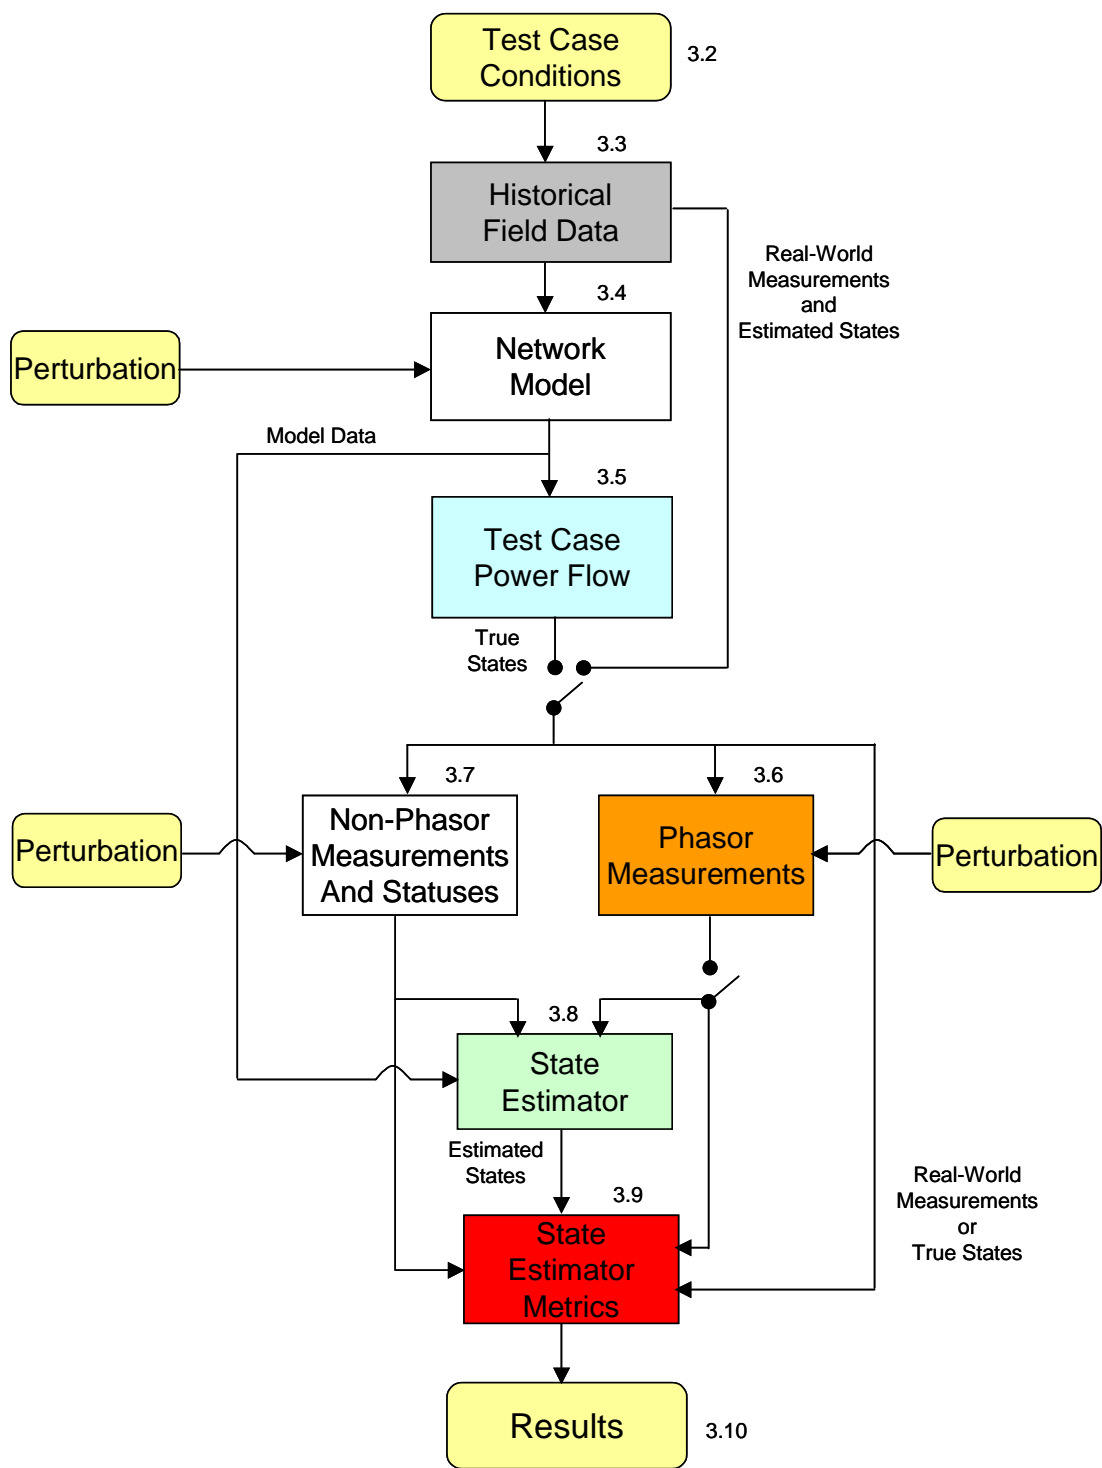 Test Case
Conditions
3.2
3.3
Historical
Field Data
Real-World
Measurements
and
Estimated States
3.4
Network
Model
Perturbation
Model Data
3.5
Test Case
Power Flow
True
States
3.7
3.6
Non-Phasor
Measurements
And Statuses
Phasor
Measurements
Perturbation
Perturbation
3.8
State
Estimator
Estimated
States
3.9
State
Estimator
Metrics
Real-World
Measurements
or
True States
Results
3.10